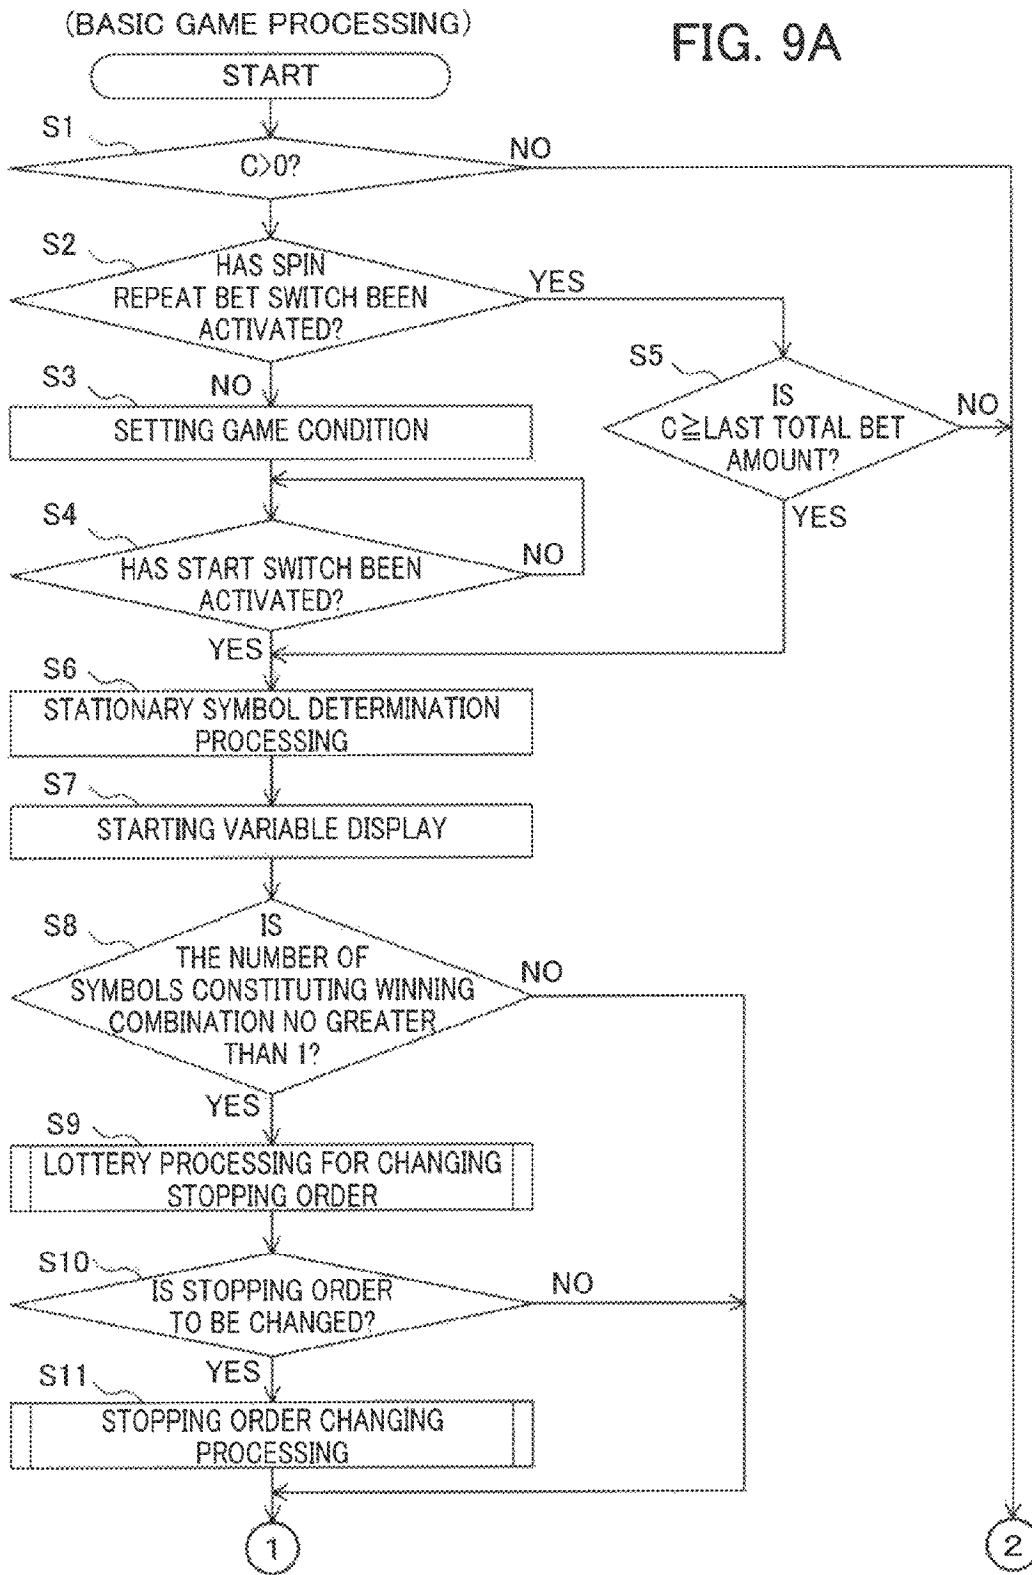 (BASIC GAME PROCESSING)
FIG. 9A
START
S1
C>0?
NO
S2
HAS SPIN
REPEAT BET SWITCH BEEN
ACTIVATED?
YES
NO
S3
SETTING GAME CONDITION
S5
IS
C≧LAST TOTAL BET
AMOUNT?
NO
YES
S4
HAS START SWITCH BEEN
ACTIVATED?
NO
YES
S6
STATIONARY SYMBOL DETERMINATION
PROCESSING
S7
STARTING VARIABLE DISPLAY
S8
IS
THE NUMBER OF
SYMBOLS CONSTITUTING WINNING
COMBINATION NO GREATER
THAN 1?
NO
YES
S9
LOTTERY PROCESSING FOR CHANGING
STOPPING ORDER
S10
IS STOPPING ORDER
TO BE CHANGED?
NO
YES
S11
STOPPING ORDER CHANGING
PROCESSING
1
2